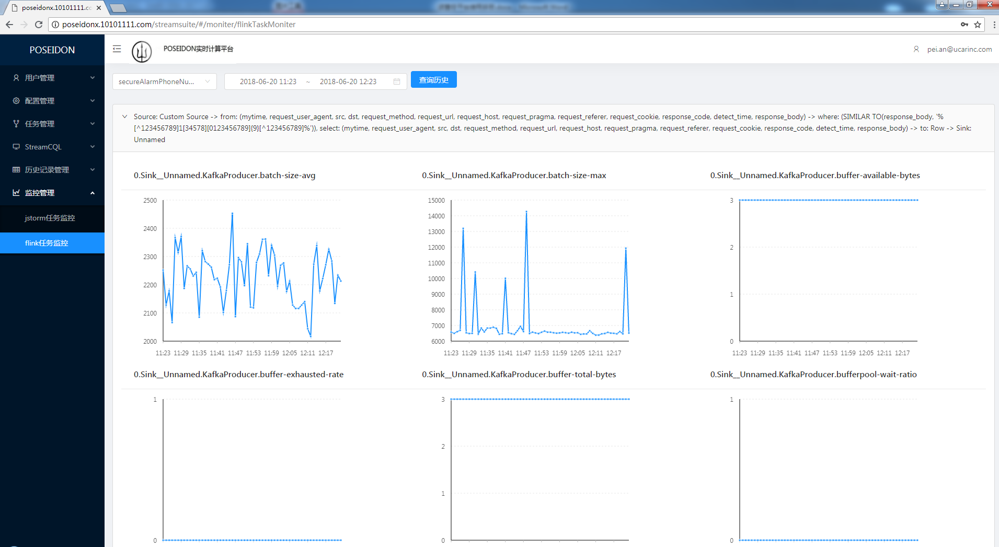 poseidonx.10101111.cc
poseidonx.10101111.com/streamsuite/#/moniter/flinkTaskMoniter
POSEIDON
POSEIDON实时计算平台
pei.an@ucarinc.com
用户管理
配置管理
任务管理
StreamCQL
历史记录管理
监控管理
jstorm任务监控
flink任务监控
secureAlarmPhoneNu...
2018-06-20 11:23 ~ 2018-06-20 12:23
查询历史
Source: Custom Source -> from: (mytime, request_user_agent, src, dst, request_method, request_url, request_host, request_pragma, request_referer, request_cookie, response_code, detect_time, response_body) -> where: (SIMILAR TO(response_body, '%
[^123456789]1[34578][0123456789]{9}[^123456789]%')), select: (mytime, request_user_agent, src, dst, request_method, request_url, request_host, request_pragma, request_referer, request_cookie, response_code, detect_time, response_body) -> to: Row -> Sink:
Unnamed
0.Sink__Unnamed.KafkaProducer.batch-size-avg
2500
2400
2300
2200
2100
2000
11:23 11:29 11:35 11:41 11:47 11:53 11:59 12:05 12:11 12:17
0.Sink__Unnamed.KafkaProducer.batch-size-max
15000
14000
13000
12000
11000
10000
9000
8000
7000
6000
11:23 11:29 11:35 11:41 11:47 11:53 11:59 12:05 12:11 12:17
0.Sink__Unnamed.KafkaProducer.buffer-available-bytes
3
2
1
0
11:23 11:29 11:35 11:41 11:47 11:53 11:59 12:05 12:11 12:17
0.Sink__Unnamed.KafkaProducer.buffer-exhausted-rate
1
0
0.Sink__Unnamed.KafkaProducer.buffer-total-bytes
3
2
1
0
0.Sink__Unnamed.KafkaProducer.bufferpool-wait-ratio
1
0